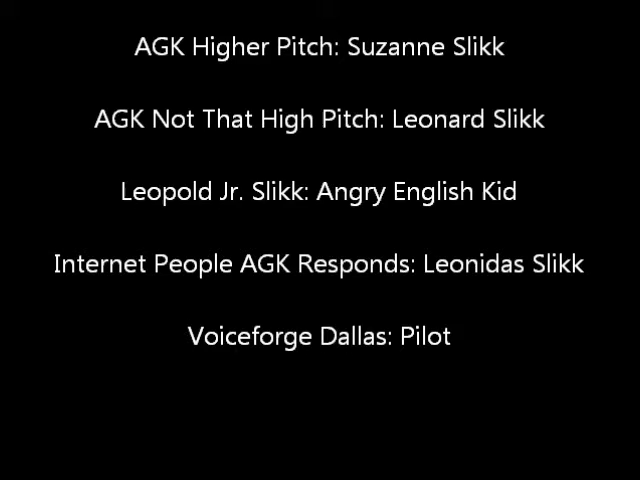 AGK Higher Pitch: Suzanne Slikk
AGK Not That High Pitch: Leonard Slikk
Leopold Jr. Slikk: Angry English Kid
Internet People AGK Responds: Leonidas Slikk
Voiceforge Dallas: Pilot